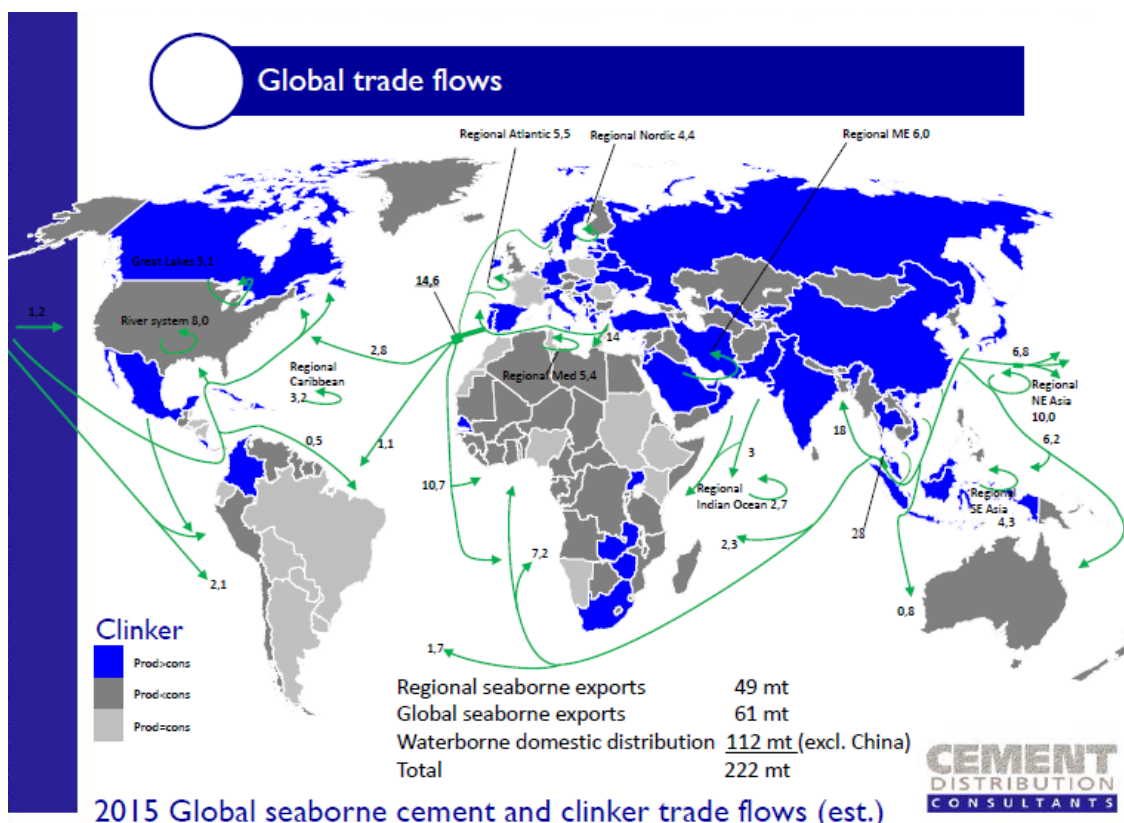 Global trade flows
Regional Atlantic 5,5
Regional Nordic 4,4
Regional ME 6,0
Great Lakes 3,1
14,6
1,2
River system 8,0
2,8
14
6,8
Regional
Caribbean
3,2
Regional Med 5,4
Regional
NE Asia
10,0
0,5
1,1
18
6,2
3
10,7
Regional
Indian Ocean 2,7
Regional
SE Asia
4,3
28
2,3
7,2
2,1
0,8
1,7
Clinker
Prod>cons
Prod<cons
Prod=cons
Regional seaborne exports 49 mt
Global seaborne exports 61 mt
Waterborne domestic distribution 112 mt (excl. China)
Total 222 mt
CEMENT
DISTRIBUTION
CONSULTANTS
2015 Global seaborne cement and clinker trade flows (est.)